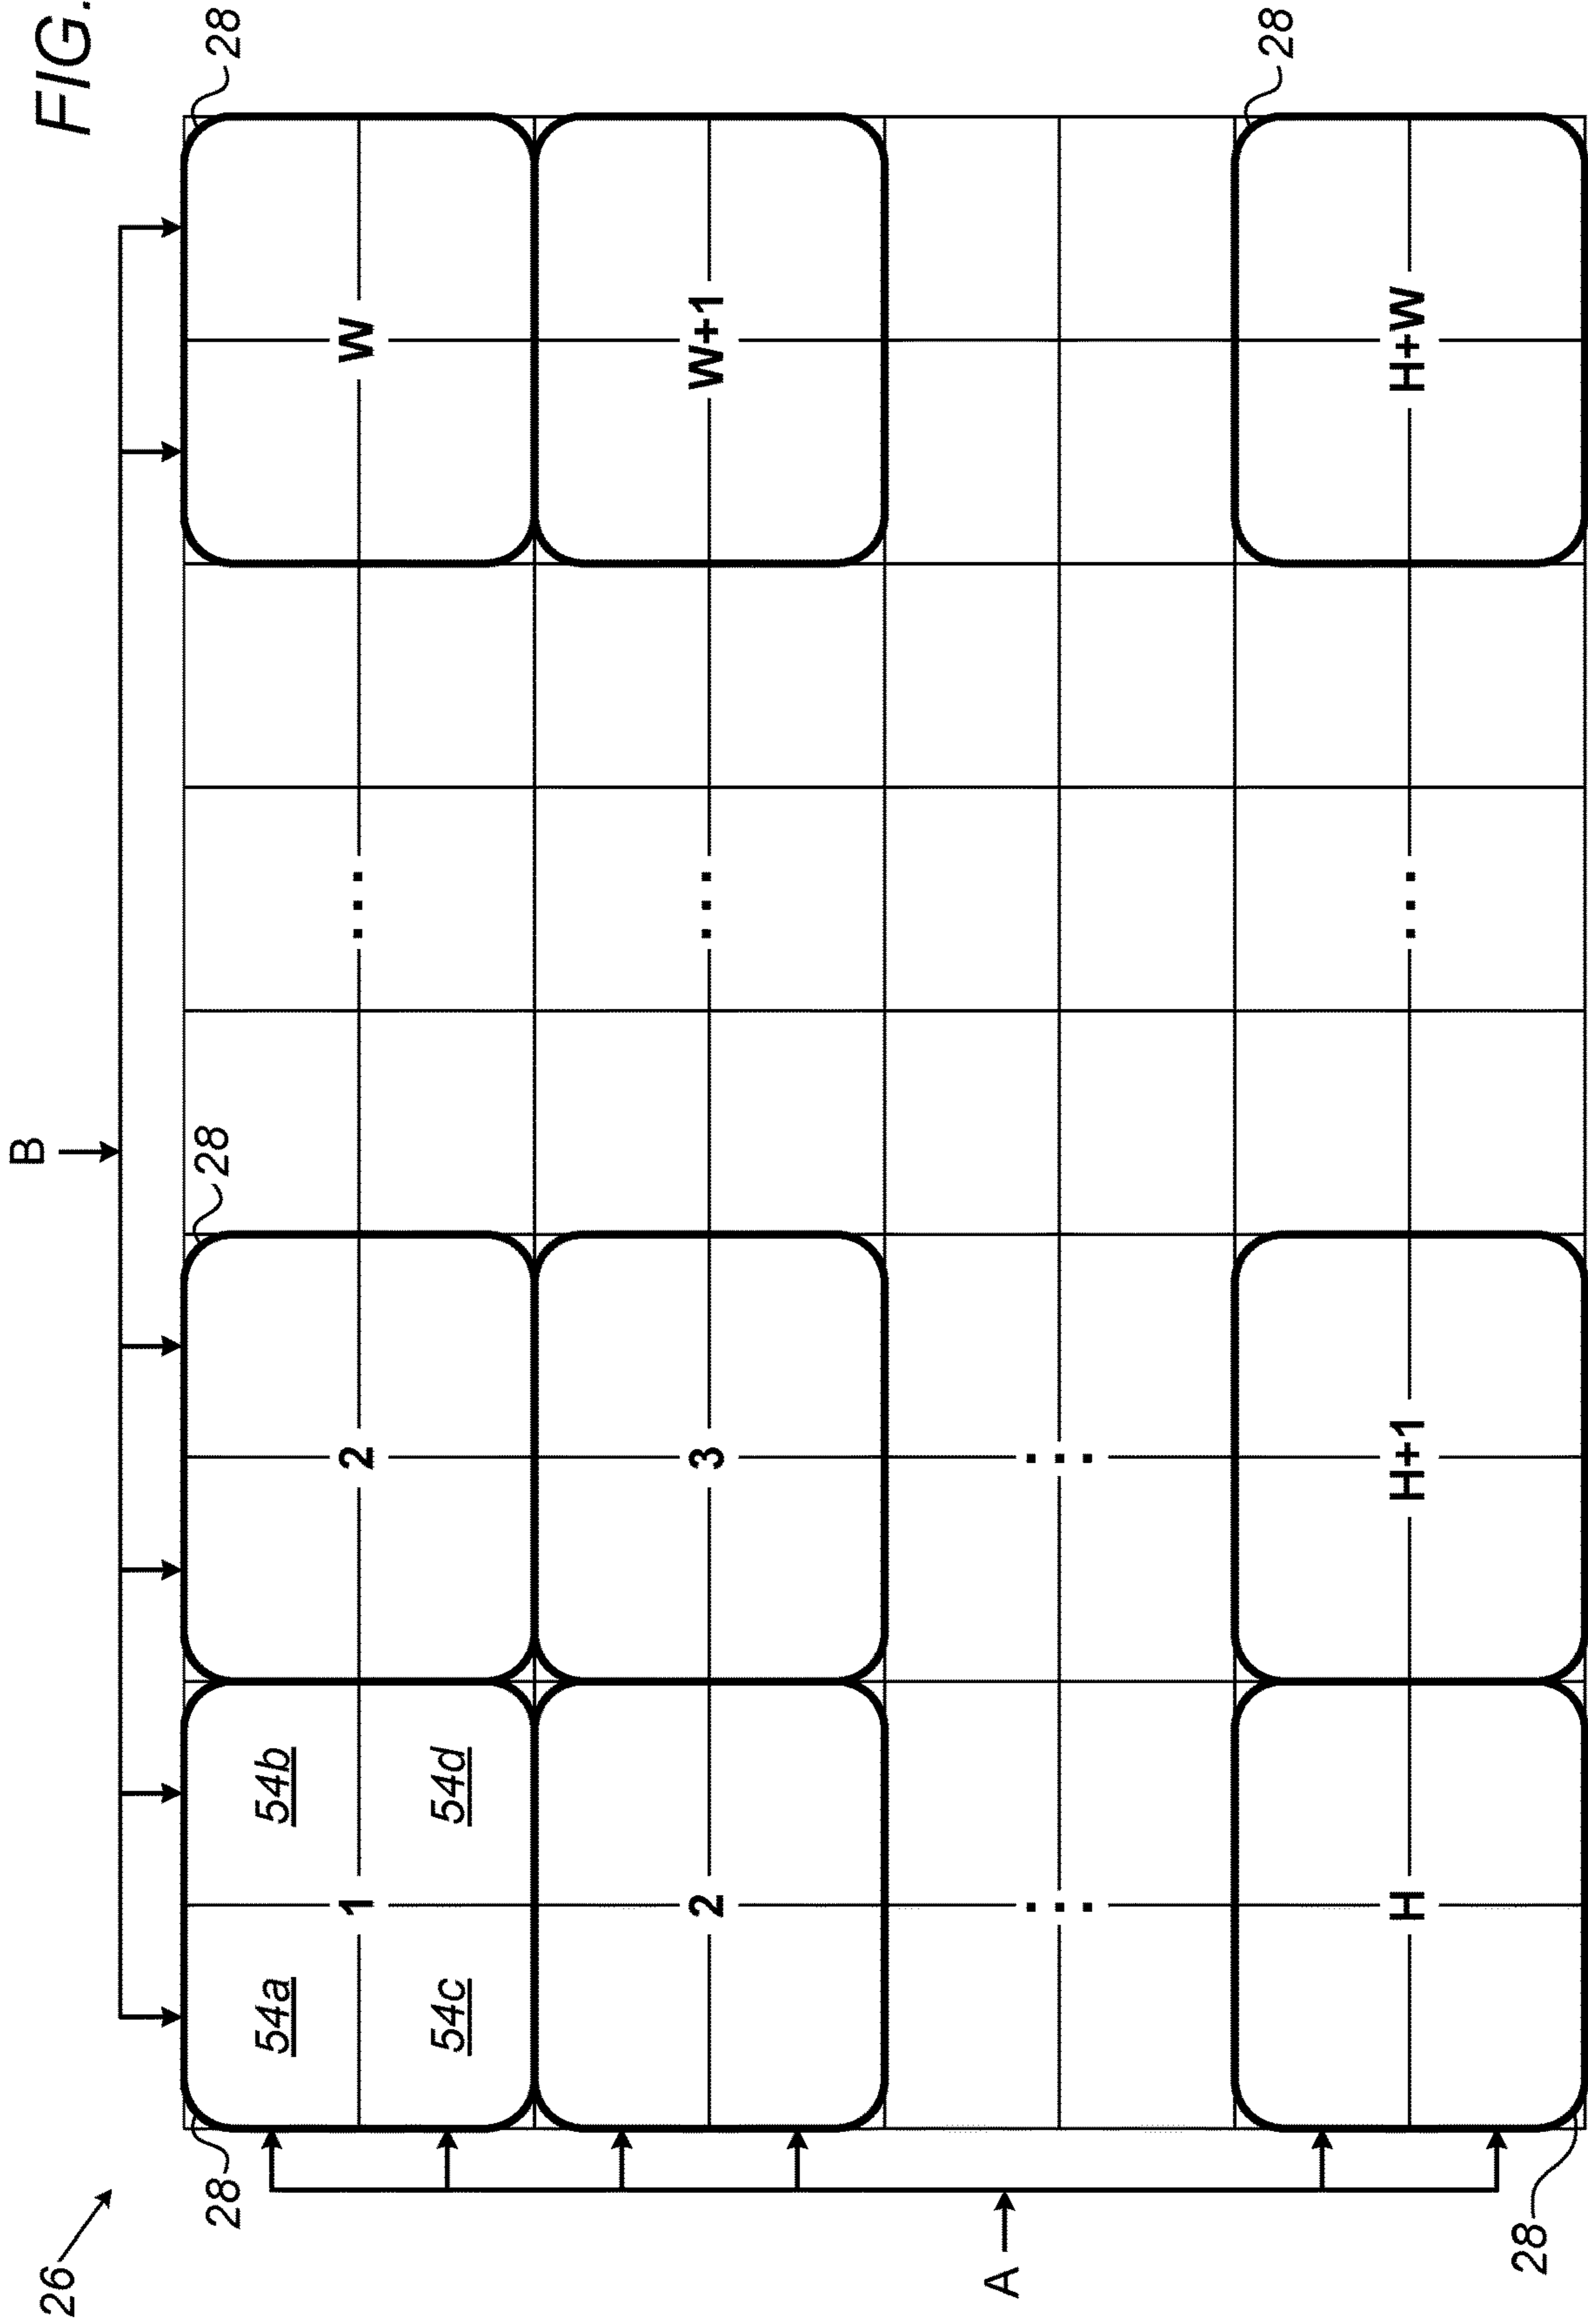 B
26
FIG.
28
28
28
54a 54b
1 2 ... W
54c 54d
2 3 ... W+1
A
... ...
28
H H+1 ... H+W
28